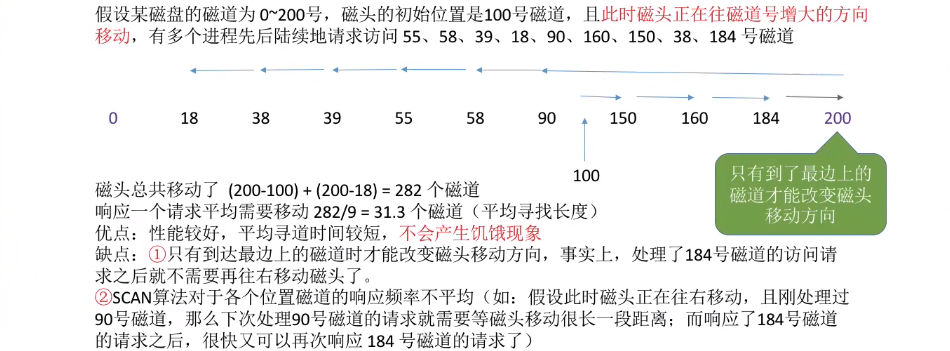 假设某磁盘的磁道为 0~200号，磁头的初始位置是100号磁道，且此时磁头正在往磁道号增大的方向
移动，有多个进程先后陆续地请求访问 55、58、39、18、90、160、150、38、184 号磁道
0 18 38 39 55 58 90 150 160 184 200
100
只有到了最边上的
磁道才能改变磁头
移动方向
磁头总共移动了 (200-100) + (200-18) = 282 个磁道
响应一个请求平均需要移动 282/9 = 31.3 个磁道（平均寻找长度）
优点：性能较好，平均寻道时间较短，不会产生饥饿现象
缺点：①只有到达最边上的磁道时才能改变磁头移动方向，事实上，处理了184号磁道的访问请
求之后就不需要再往右移动磁头了。
②SCAN算法对于各个位置磁道的响应频率不平均（如：假设此时磁头正在往右移动，且刚处理过
90号磁道，那么下次处理90号磁道的请求就需要等磁头移动很长一段距离；而响应了184号磁道
的请求之后，很快又可以再次响应 184 号磁道的请求了）